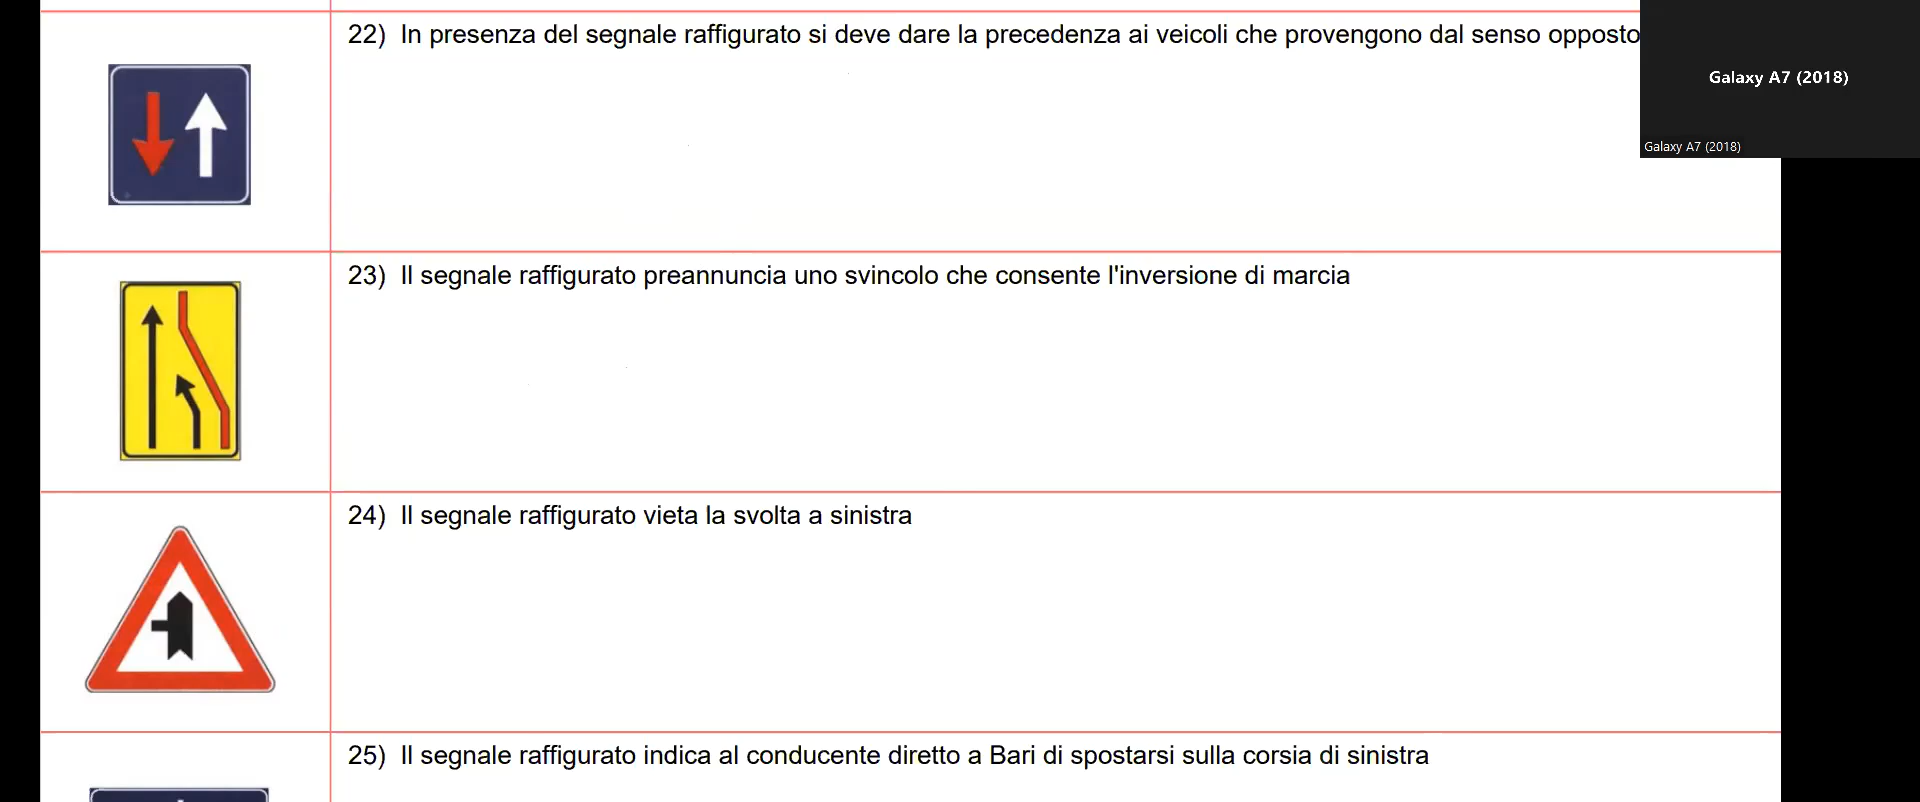 22) In presenza del segnale raffigurato si deve dare la precedenza ai veicoli che provengono dal senso opposto
Galaxy A7 (2018)
Galaxy A7 (2018)
23) Il segnale raffigurato preannuncia uno svincolo che consente l'inversione di marcia
24) Il segnale raffigurato vieta la svolta a sinistra
25) Il segnale raffigurato indica al conducente diretto a Bari di spostarsi sulla corsia di sinistra